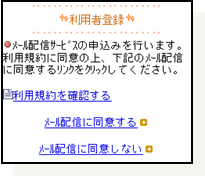 利用者登録
ﾒｰﾙ配信ｻｰﾋﾞｽの申込みを行います。
利用規約に同意の上、下記のﾒｰﾙ配信
に同意するﾘﾝｸをｸﾘｯｸしてください。
利用規約を確認する
ﾒｰﾙ配信に同意する
ﾒｰﾙ配信に同意しない